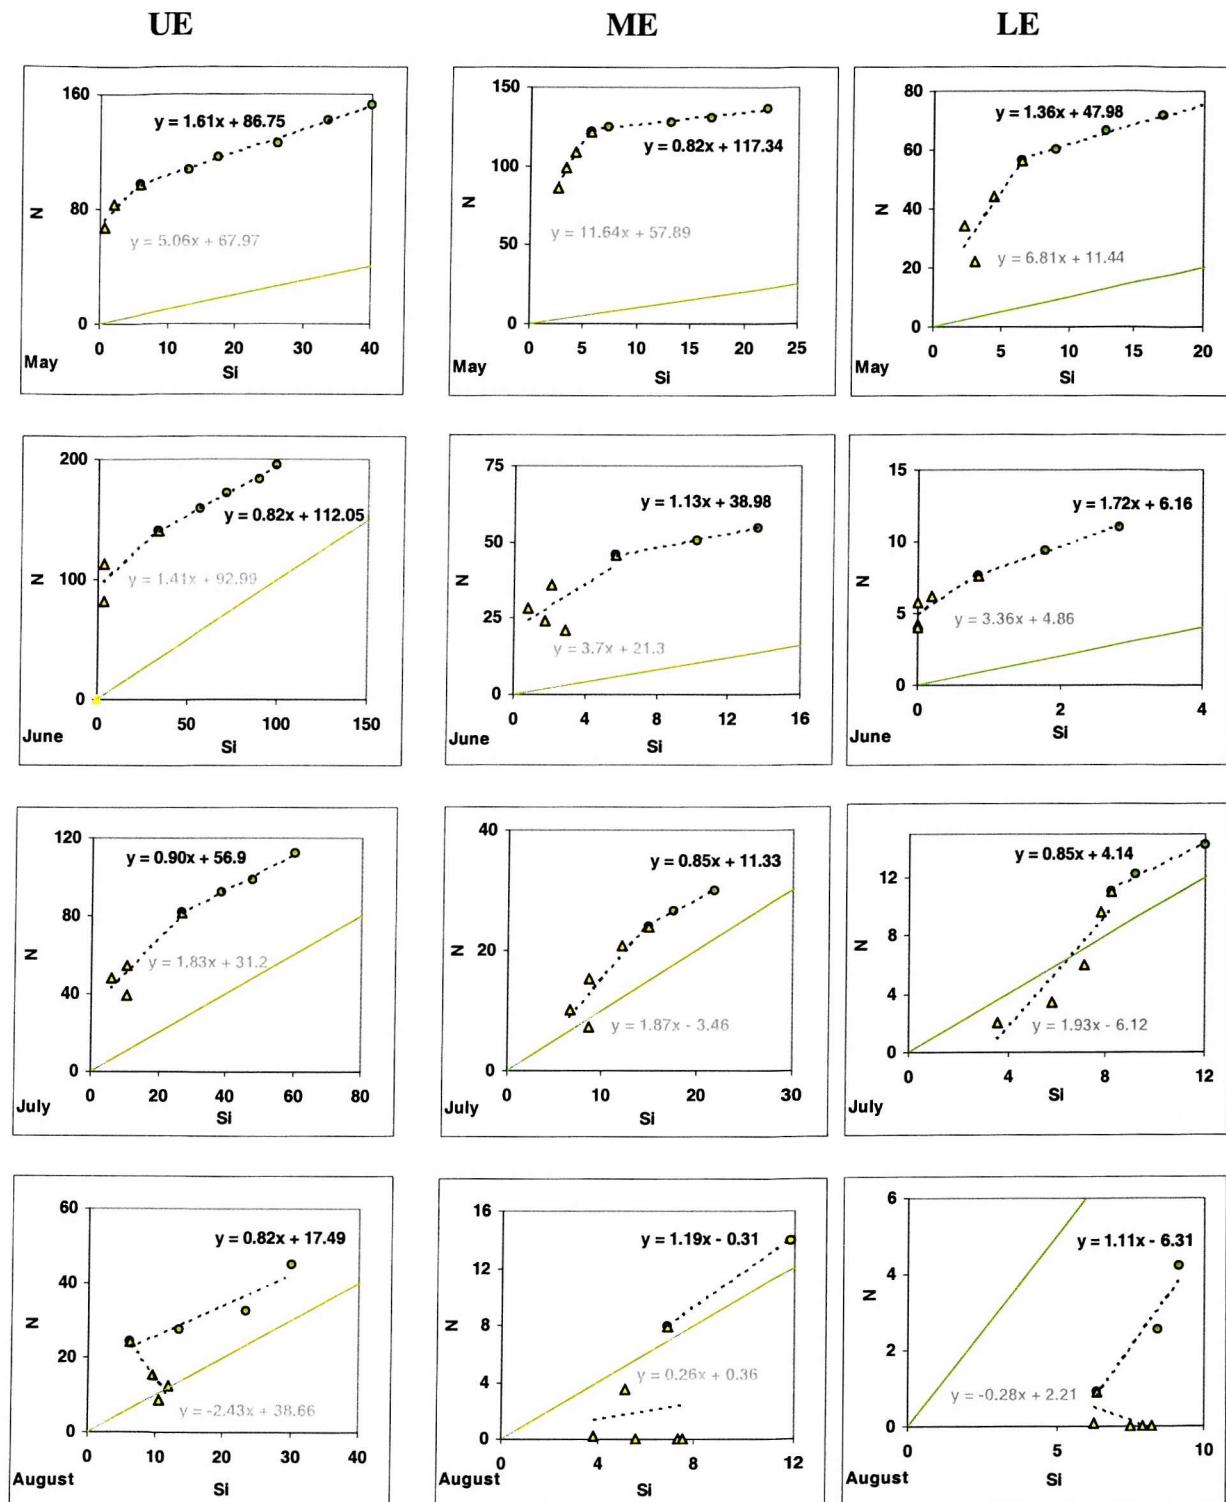 UE
ME
LE
160
80
0
N
y = 1.61x + 86.75
y = 5.06x + 67.97
0 10 20 30 40
May
Si
150
100
50
0
N
y = 0.82x + 117.34
y = 11.64x + 57.89
0 5 10 15 20 25
May
Si
80
60
40
20
0
N
y = 1.36x + 47.98
y = 6.81x + 11.44
0 5 10 15 20
May
Si
200
100
0
N
y = 0.82x + 112.05
y = 1.41x + 92.99
0 50 100 150
June
Si
75
50
25
0
N
y = 1.13x + 38.98
y = 3.7x + 21.3
0 4 8 12 16
June
Si
15
10
5
0
N
y = 1.72x + 6.16
y = 3.36x + 4.86
0 2 4
June
Si
120
80
40
0
N
y = 0.90x + 56.9
y = 1.83x + 31.2
0 20 40 60 80
July
Si
40
20
0
N
y = 0.85x + 11.33
y = 1.87x - 3.46
0 10 20 30
July
Si
12
8
4
0
N
y = 0.85x + 4.14
y = 1.93x - 6.12
0 4 8 12
July
Si
60
40
20
0
N
y = 0.82x + 17.49
y = -2.43x + 38.66
0 10 20 30 40
August
Si
16
12
8
4
0
N
y = 1.19x - 0.31
y = 0.26x + 0.36
0 4 8 12
August
Si
6
4
2
0
N
y = 1.11x - 6.31
y = -0.28x + 2.21
0 5 10
August
Si